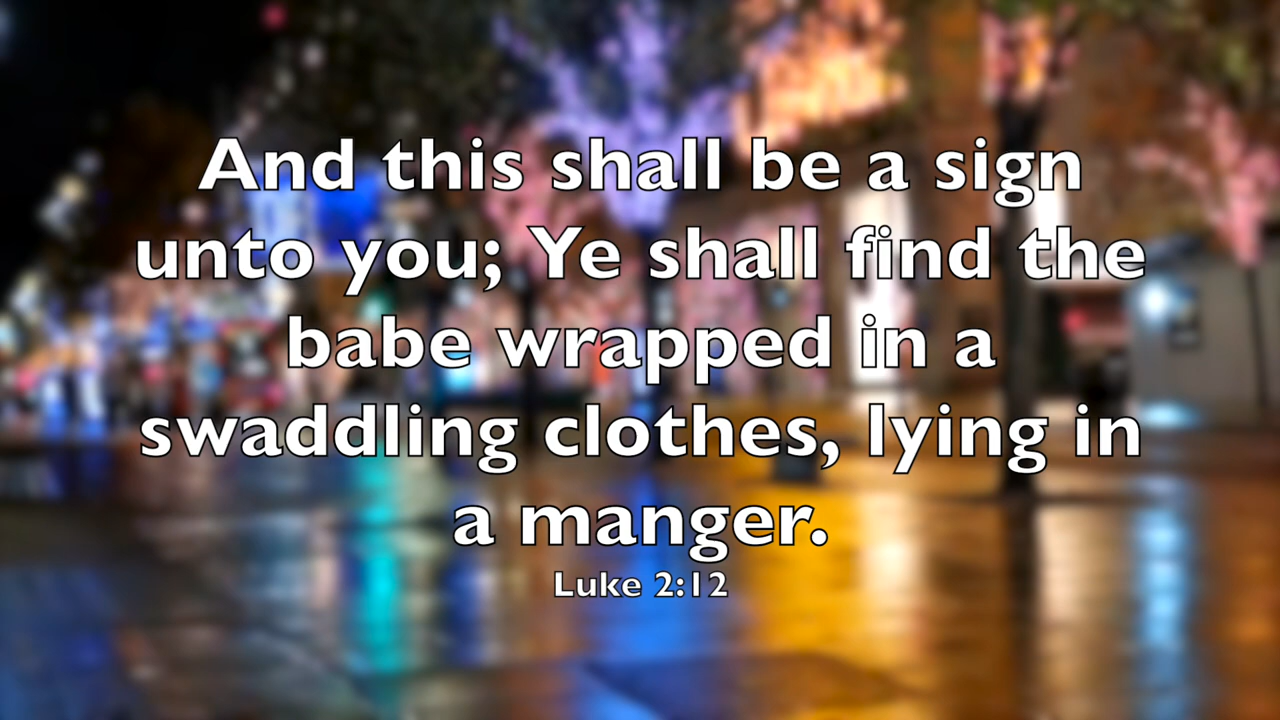 And this shall be a sign
unto you; Ye shall find the
babe wrapped in a
swaddling clothes, lying in
a manger.
Luke 2:12